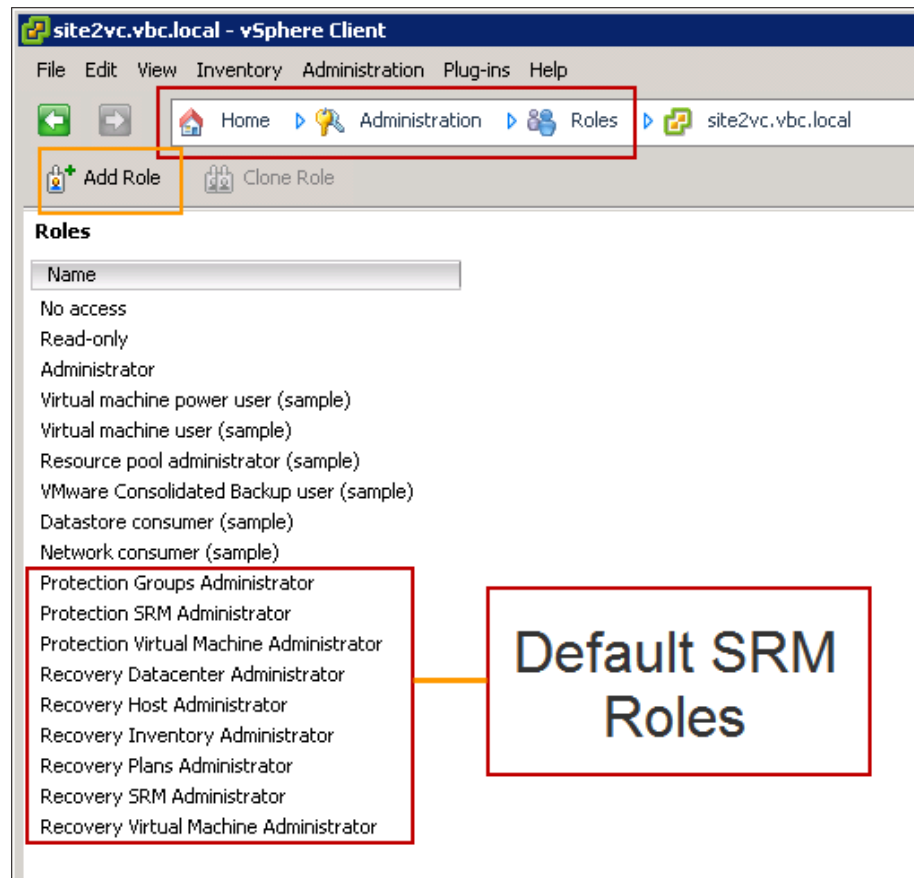 site2vc.vbc.local - vSphere Client
File Edit View Inventory Administration Plug-ins Help
Home Administration Roles site2vc.vbc.local
Add Role Clone Role
Roles
Name
No access
Read-only
Administrator
Virtual machine power user (sample)
Virtual machine user (sample)
Resource pool administrator (sample)
VMware Consolidated Backup user (sample)
Datastore consumer (sample)
Network consumer (sample)
Protection Groups Administrator
Protection SRM Administrator
Protection Virtual Machine Administrator
Recovery Datacenter Administrator
Recovery Host Administrator
Recovery Inventory Administrator
Recovery Plans Administrator
Recovery SRM Administrator
Recovery Virtual Machine Administrator
Default SRM
Roles